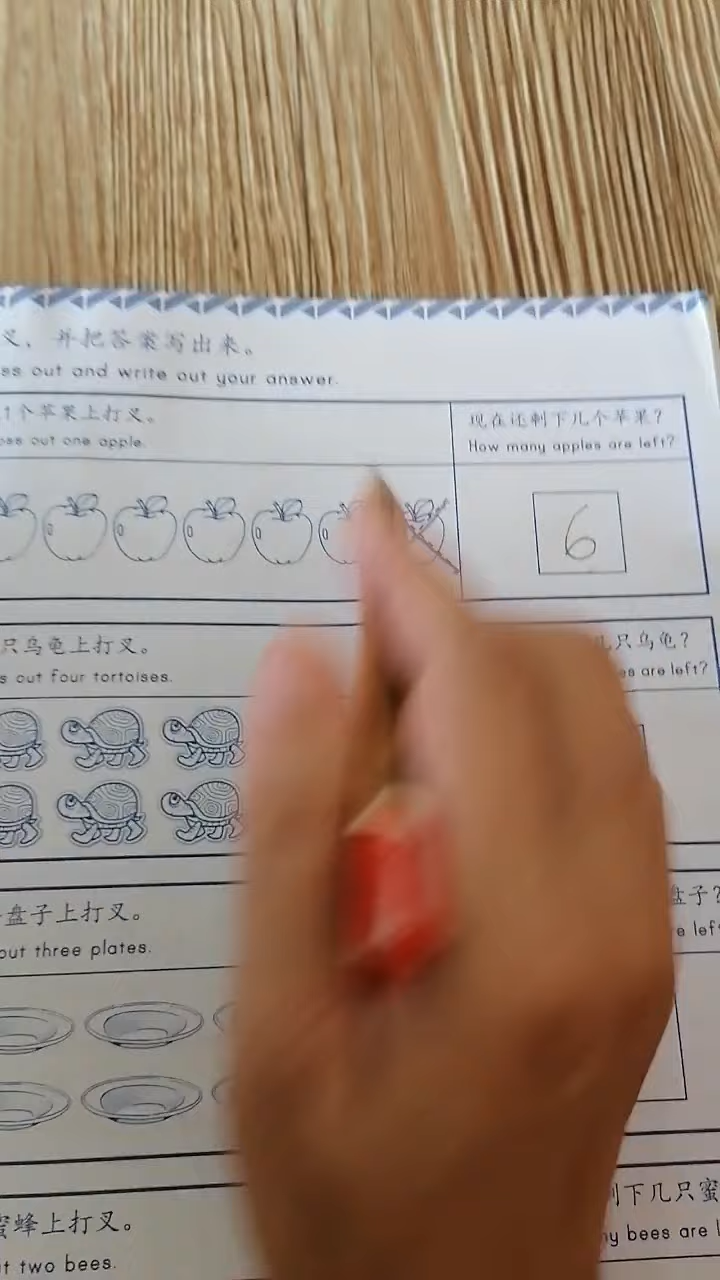 叉，并把答案写出来。
ss out and write out your answer.
1个苹果上打叉。
oss out one apple.
现在还剩下几个苹果？
How many apples are left?
6
只乌龟上打叉。
s out four tortoises.
几只乌龟？
es are left?
盘子上打叉。
out three plates.
盘子？
e left
蜜蜂上打叉。
t two bees.
剩下几只蜜
ny bees are l